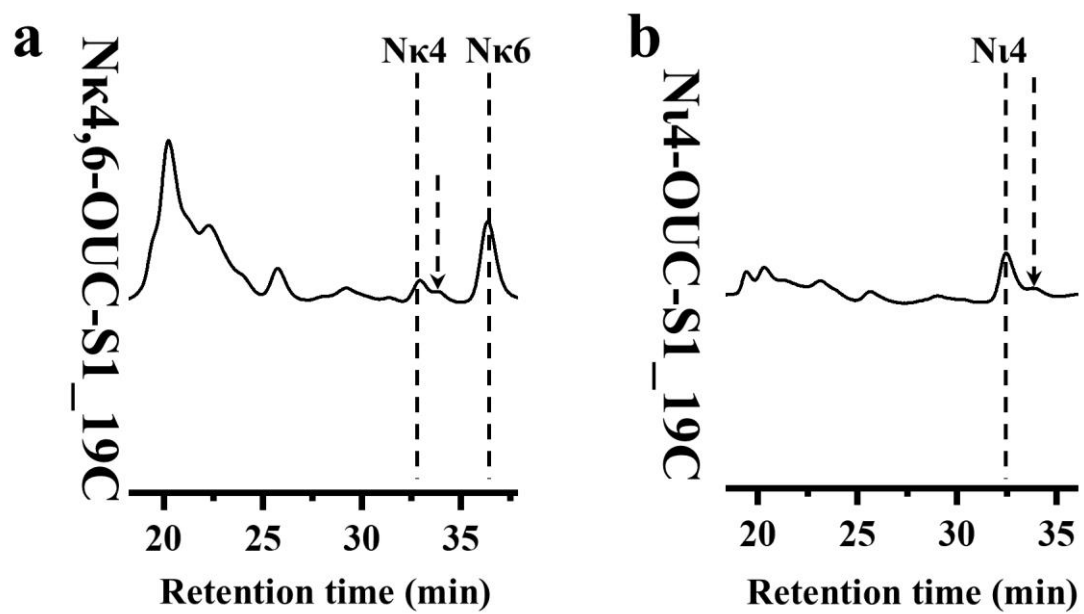 a
Nκ4,6-OUC-S1_19C
Nκ4 Nκ6
20 25 30 35
Retention time (min)
b
Nι4-OUC-S1_19C
Nι4
20 25 30 35
Retention time (min)